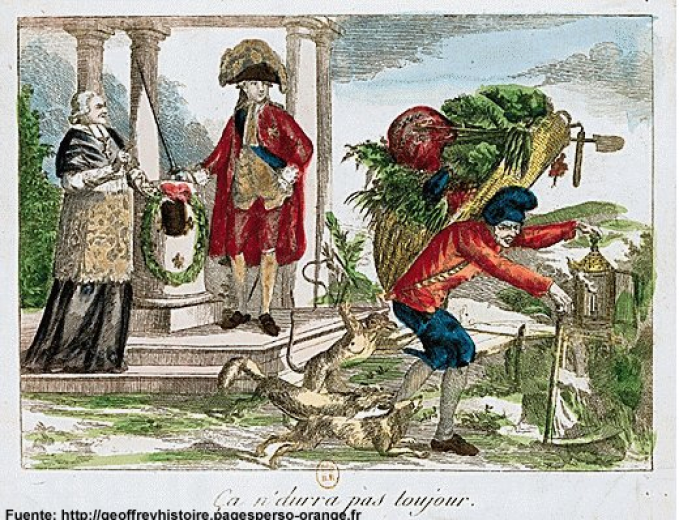 Ça n'durra pas toujour.
Fuente: http://geoffreyhistoire.pagesperso-orange.fr